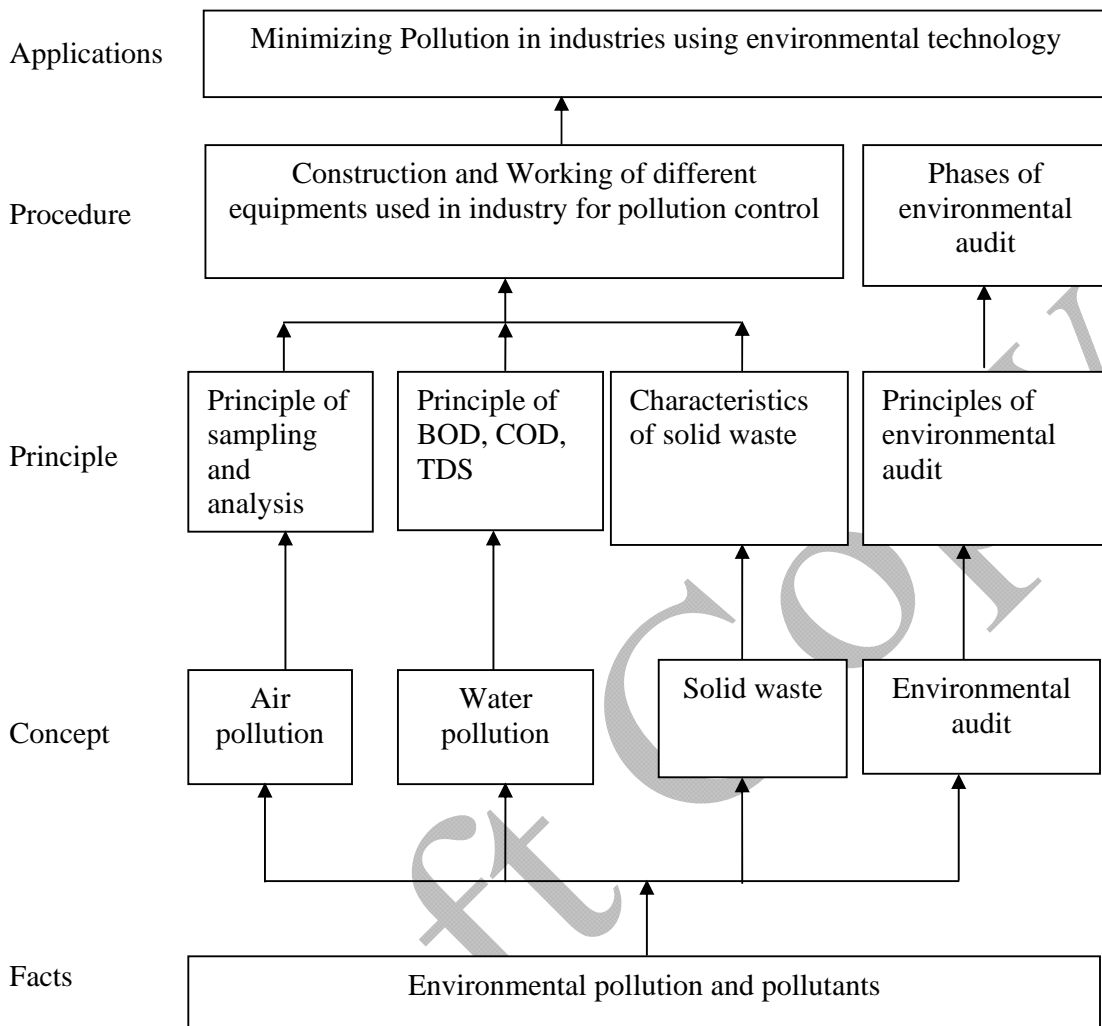 Applications
Minimizing Pollution in industries using environmental technology
Procedure
Construction and Working of different
equipments used in industry for pollution control
Phases of
environmental
audit
Principle
Principle of
sampling
and
analysis
Principle of
BOD, COD,
TDS
Characteristics
of solid waste
Principles of
environmental
audit
Concept
Air
pollution
Water
pollution
Solid waste
Environmental
audit
Facts
Environmental pollution and pollutants
ft Copy